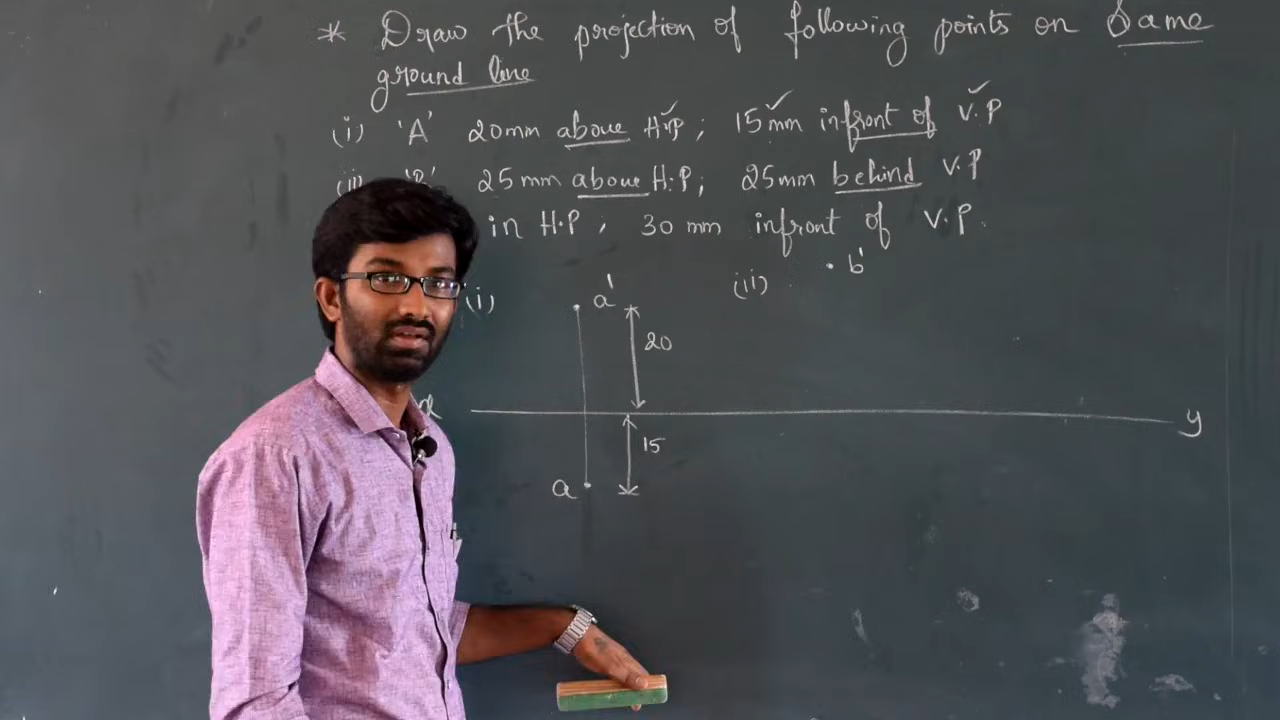 * Draw the projection of following points on Same
ground line
(i) 'A' 20mm above H.P; 15mm infront of V.P
(ii) 25mm above H.P; 25mm behind V.P
in H.P; 30 mm infront of V.P.
(ii) b'
(i) a'
20
x y
15
a